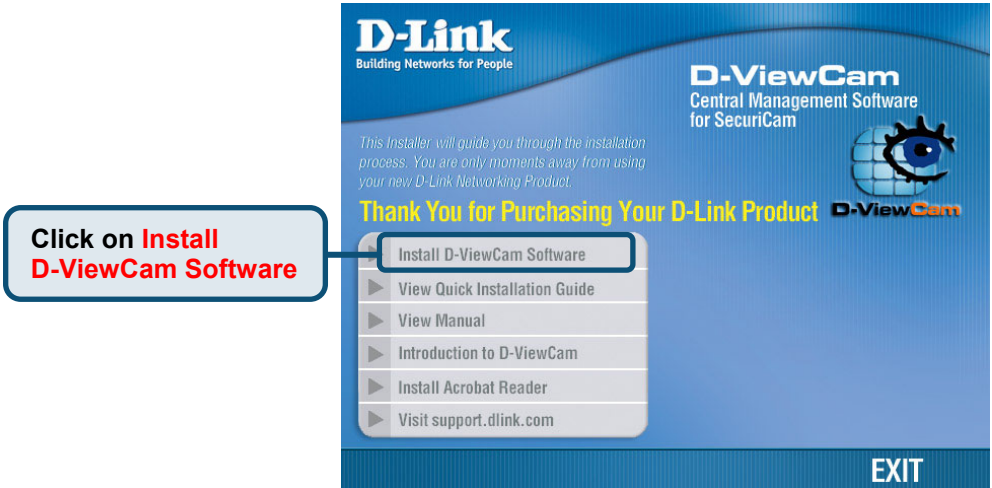 D-Link
Building Networks for People
D-ViewCam
Central Management Software
for SecuriCam
This Installer will guide you through the installation
process. You are only moments away from using
your new D-Link Networking Product.
Thank You for Purchasing Your D-Link Product
D-ViewCam
Click on Install
D-ViewCam Software
Install D-ViewCam Software
View Quick Installation Guide
View Manual
Introduction to D-ViewCam
Install Acrobat Reader
Visit support.dlink.com
EXIT